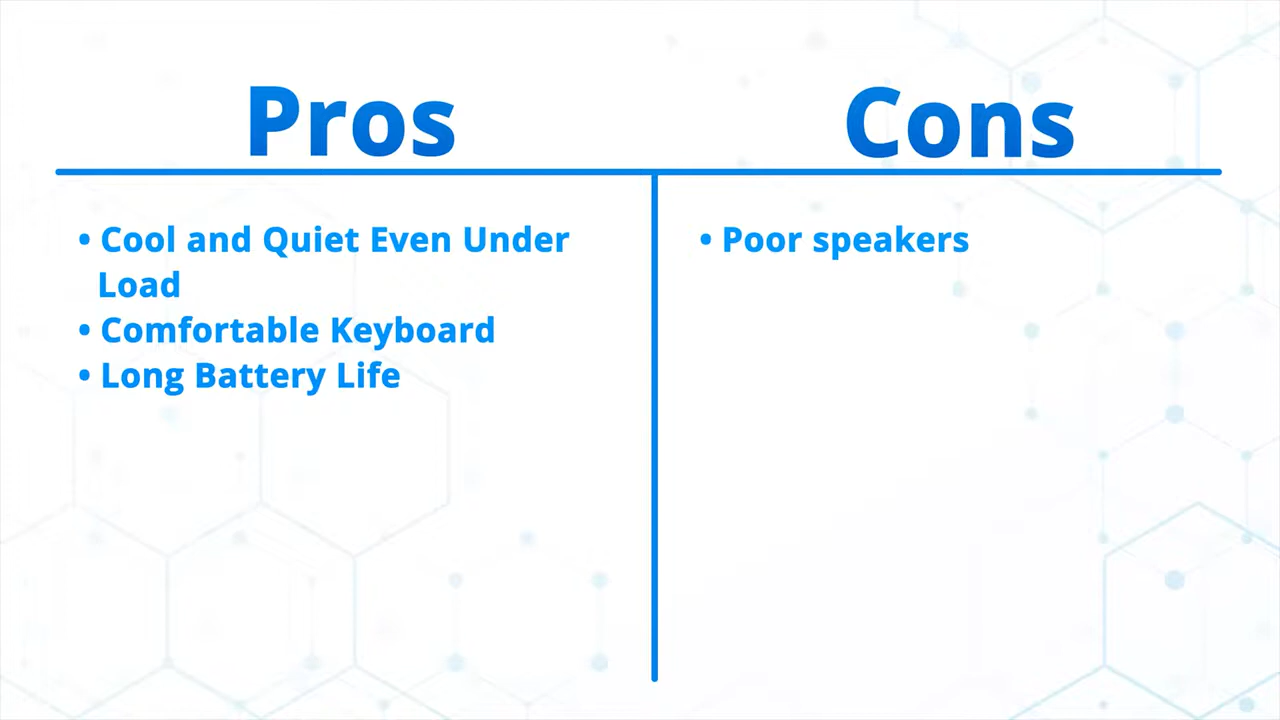 Pros
Cons
• Cool and Quiet Even Under
Load
• Comfortable Keyboard
• Long Battery Life
• Poor speakers